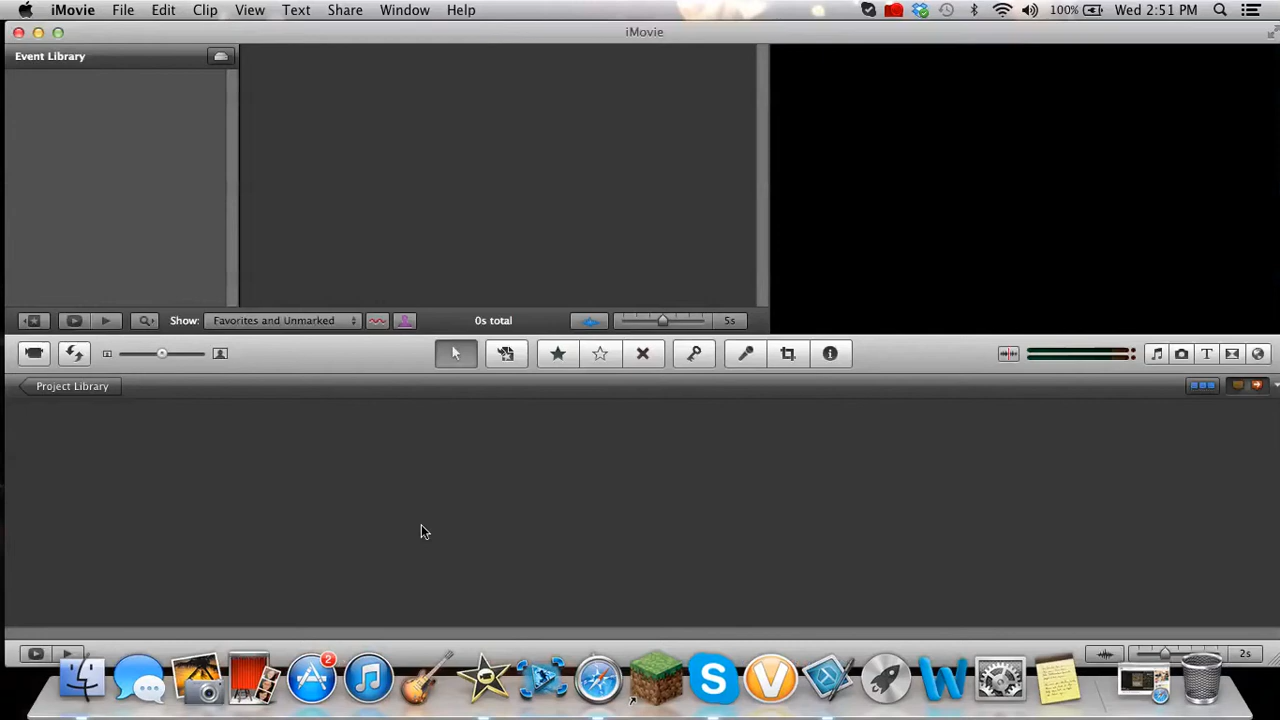 iMovie File Edit Clip View Text Share Window Help 100% Wed 2:51 PM
iMovie
Event Library
Show: Favorites and Unmarked 0s total 5s
Project Library
2s
2
S V W